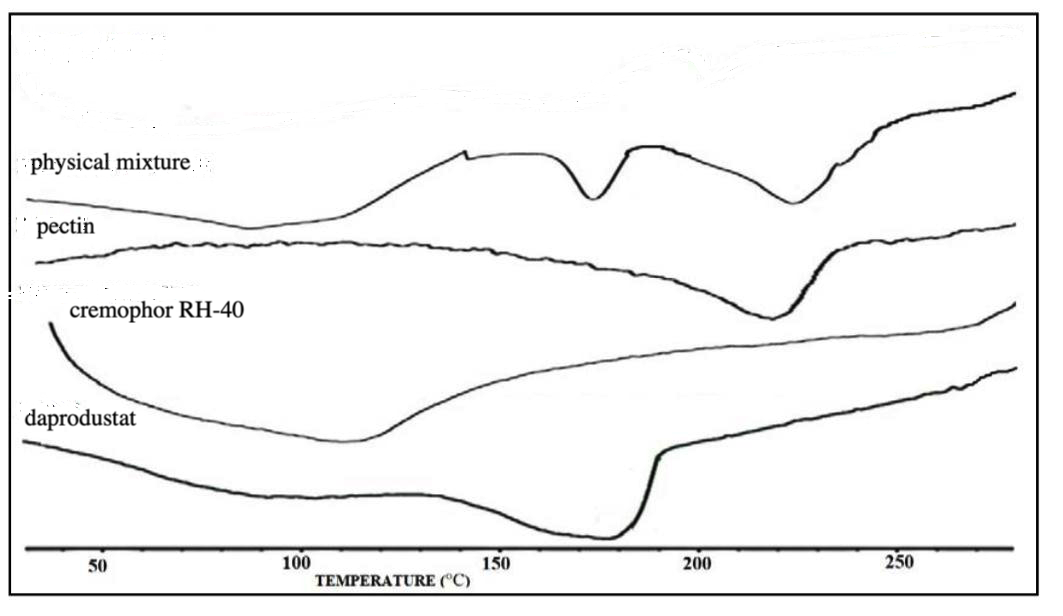 physical mixture
pectin
cremophor RH-40
daprodustat
50 100 150 200 250
TEMPERATURE (°C)